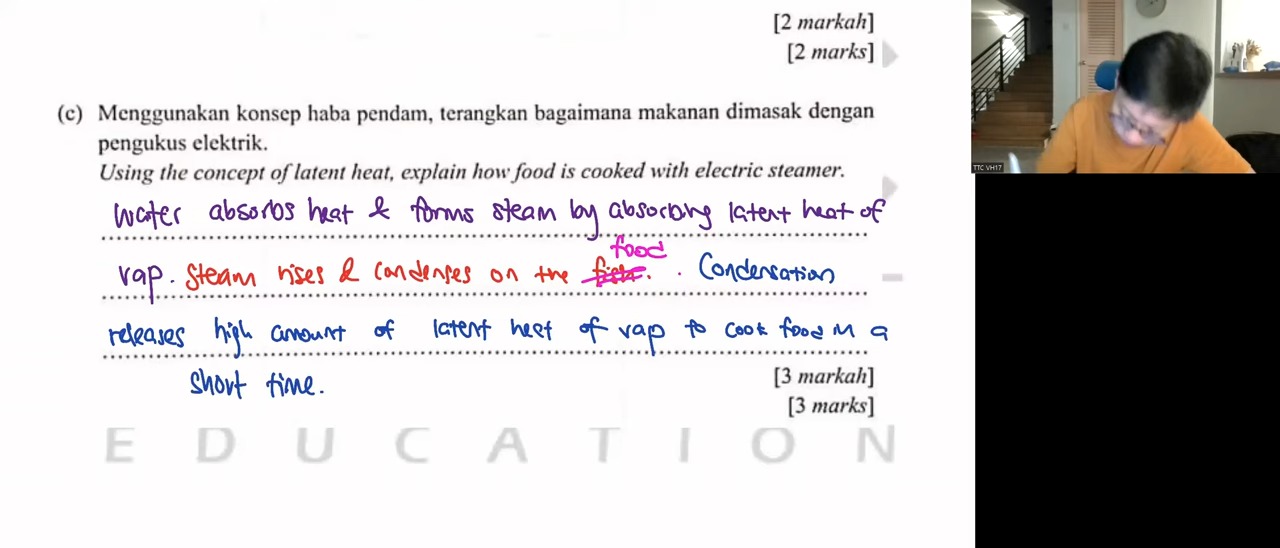 [2 markah]
[2 marks]
(c) Menggunakan konsep haba pendam, terangkan bagaimana makanan dimasak dengan
pengukus elektrik.
Using the concept of latent heat, explain how food is cooked with electric steamer.
Water absorbs heat & forms steam by absorbing latent heat of
food
vap. Steam rises & condenses on the fish. . Condensation
releases high amount of latent heat of vap to cook food in a
short time.
[3 markah]
[3 marks]
EDUCATION
TTC VH17